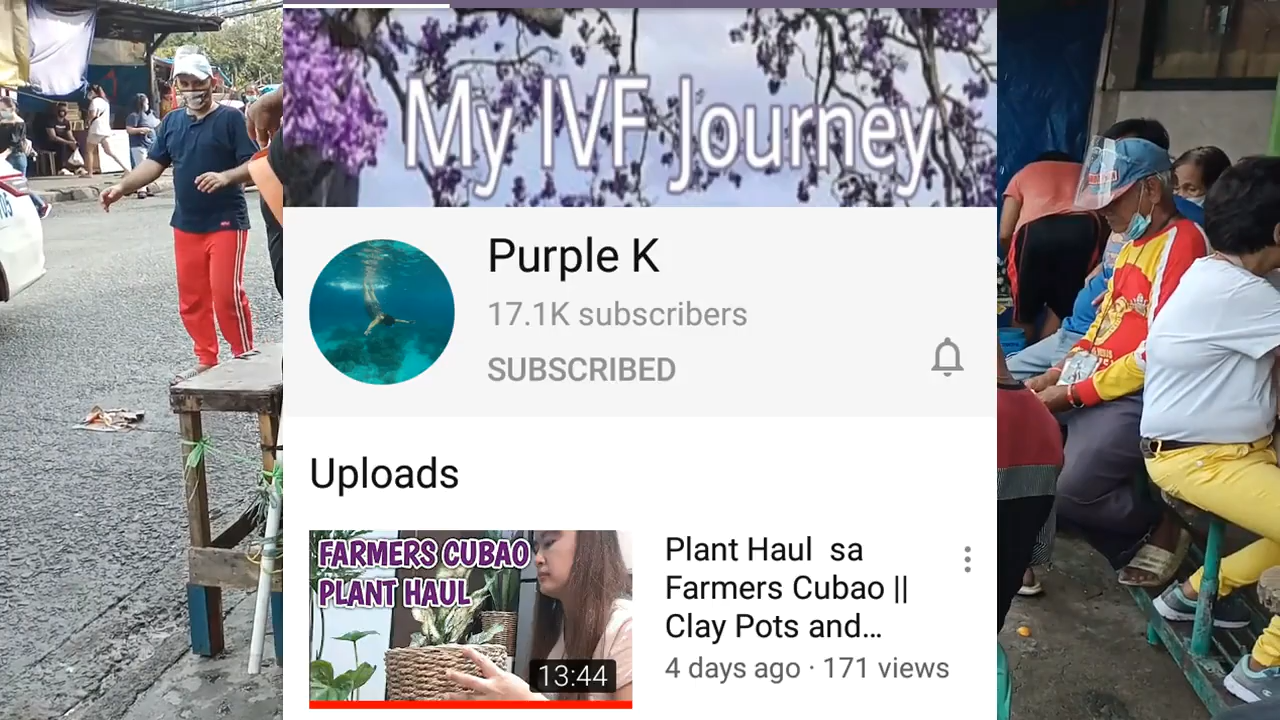 My IVF Journey
Purple K
17.1K subscribers
SUBSCRIBED
Uploads
FARMERS CUBAO
PLANT HAUL
13:44
Plant Haul sa
Farmers Cubao ||
Clay Pots and...
4 days ago · 171 views